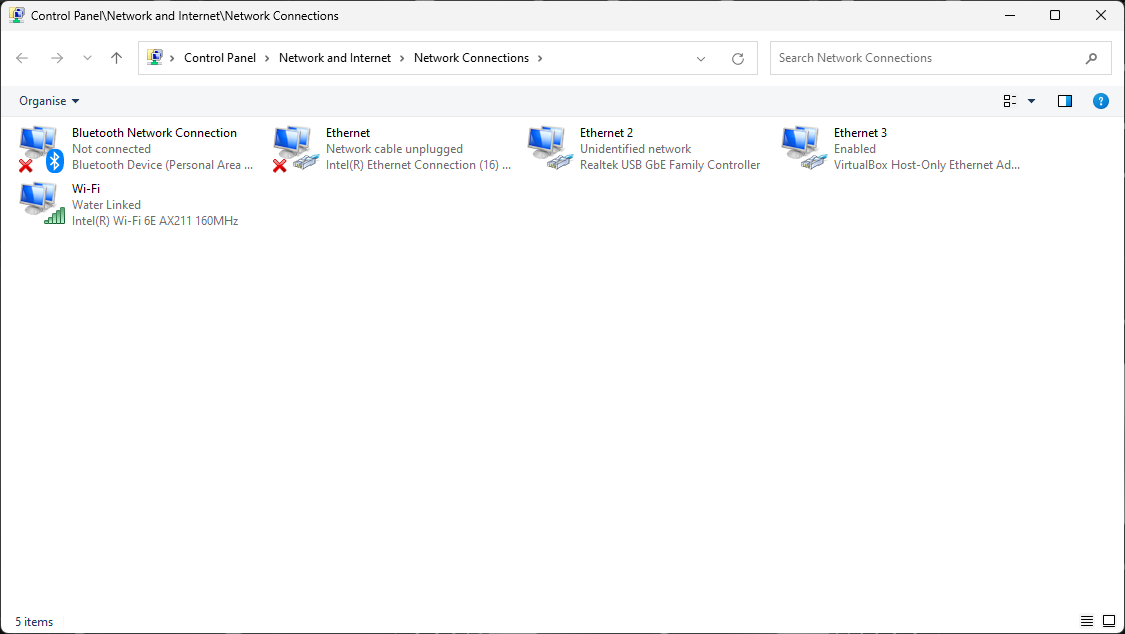 Control Panel\Network and Internet\Network Connections
Control Panel > Network and Internet > Network Connections >
Search Network Connections
Organise
?
Bluetooth Network Connection
Not connected
Bluetooth Device (Personal Area ...
Ethernet
Network cable unplugged
Intel(R) Ethernet Connection (16) ...
Ethernet 2
Unidentified network
Realtek USB GbE Family Controller
Ethernet 3
Enabled
VirtualBox Host-Only Ethernet Ad...
Wi-Fi
Water Linked
Intel(R) Wi-Fi 6E AX211 160MHz
5 items